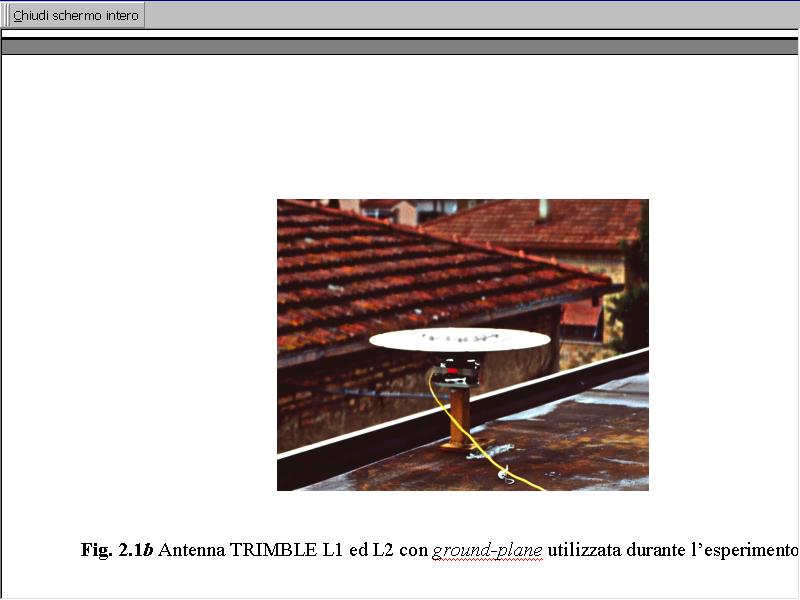 Chiudi schermo intero
Fig. 2.1b Antenna TRIMBLE L1 ed L2 con ground-plane utilizzata durante l’esperimento